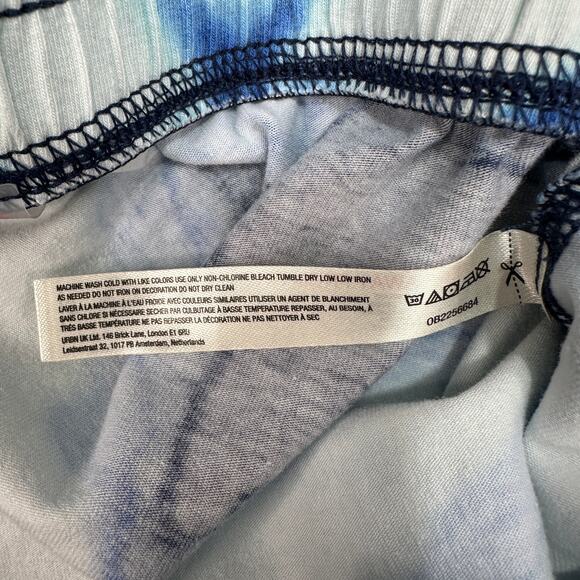 MACHINE WASH COLD WITH LIKE COLORS USE ONLY NON-CHLORINE BLEACH TUMBLE DRY LOW LOW IRON
AS NEEDED DO NOT IRON ON DECORATION DO NOT DRY CLEAN
LAVER À LA MACHINE À L'EAU FROIDE AVEC COULEURS SIMILAIRES UTILISER UN AGENT DE BLANCHIMENT
SANS CHLORE SI NÉCESSAIRE SÉCHER PAR CULBUTAGE À BASSE TEMPÉRATURE REPASSER, AU BESOIN, À
TRÈS BASSE TEMPÉRATURE NE PAS REPASSER LA DÉCORATION NE PAS NETTOYER À SEC
URBN UK Ltd. 146 Brick Lane, London E1 6RU
Leidsestraat 32, 1017 PB Amsterdam, Netherlands
30
OB2256684